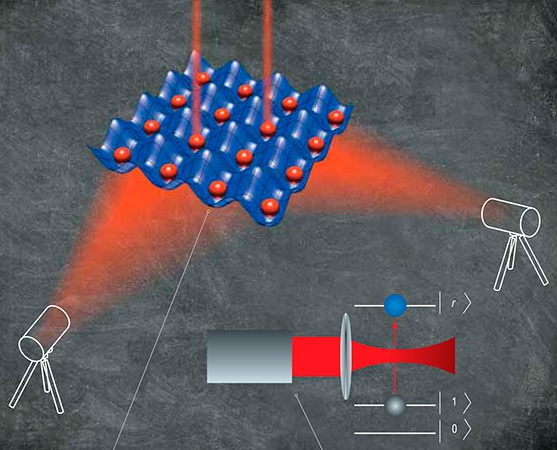 | r ⟩
| 1 ⟩
| 0 ⟩